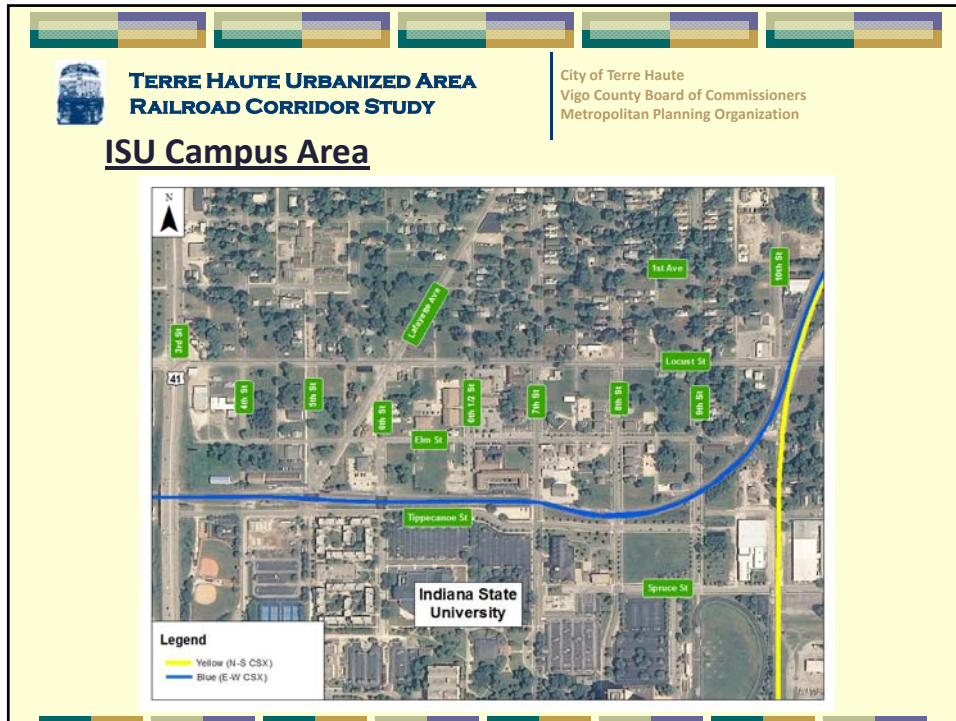 TERRE HAUTE URBANIZED AREA
RAILROAD CORRIDOR STUDY
City of Terre Haute
Vigo County Board of Commissioners
Metropolitan Planning Organization
ISU Campus Area
N
1st Ave
10th St
Lafayette Ave
3rd St
Locust St
41
4th St
5th St
6th St
6th 1/2 St
7th St
8th St
9th St
Elm St
Tippecanoe St
Spruce St
Indiana State
University
Legend
Yellow (N-S CSX)
Blue (E-W CSX)